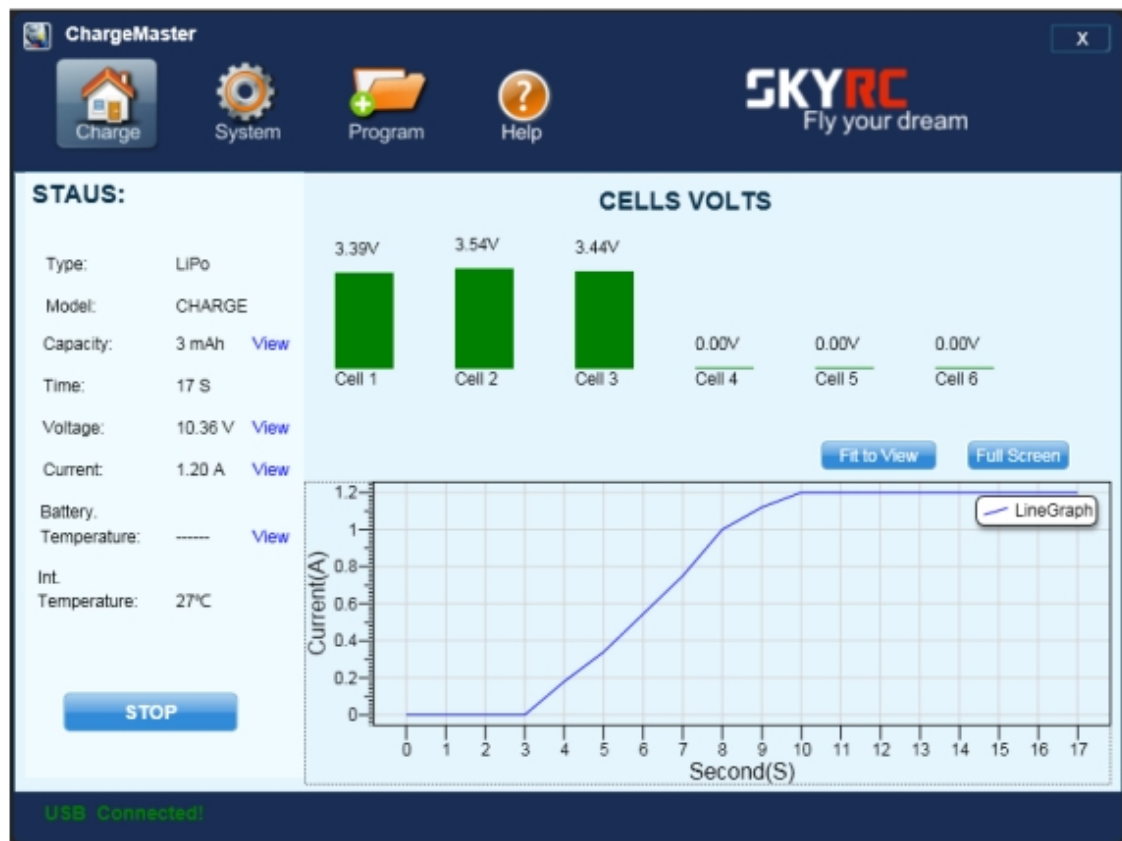 ChargeMaster
X
Charge
System
Program
Help
SKYRC
Fly your dream
STAUS:
Type: LiPo
Model: CHARGE
Capacity: 3 mAh View
Time: 17 S
Voltage: 10.36 V View
Current: 1.20 A View
Battery.
Temperature: ------ View
Int.
Temperature: 27℃
STOP
CELLS VOLTS
3.39V 3.54V 3.44V 0.00V 0.00V 0.00V
Cell 1 Cell 2 Cell 3 Cell 4 Cell 5 Cell 6
Fit to View Full Screen
LineGraph
Current(A)
1.2
1
0.8
0.6
0.4
0.2
0
0 1 2 3 4 5 6 7 8 9 10 11 12 13 14 15 16 17
Second(S)
USB Connected!